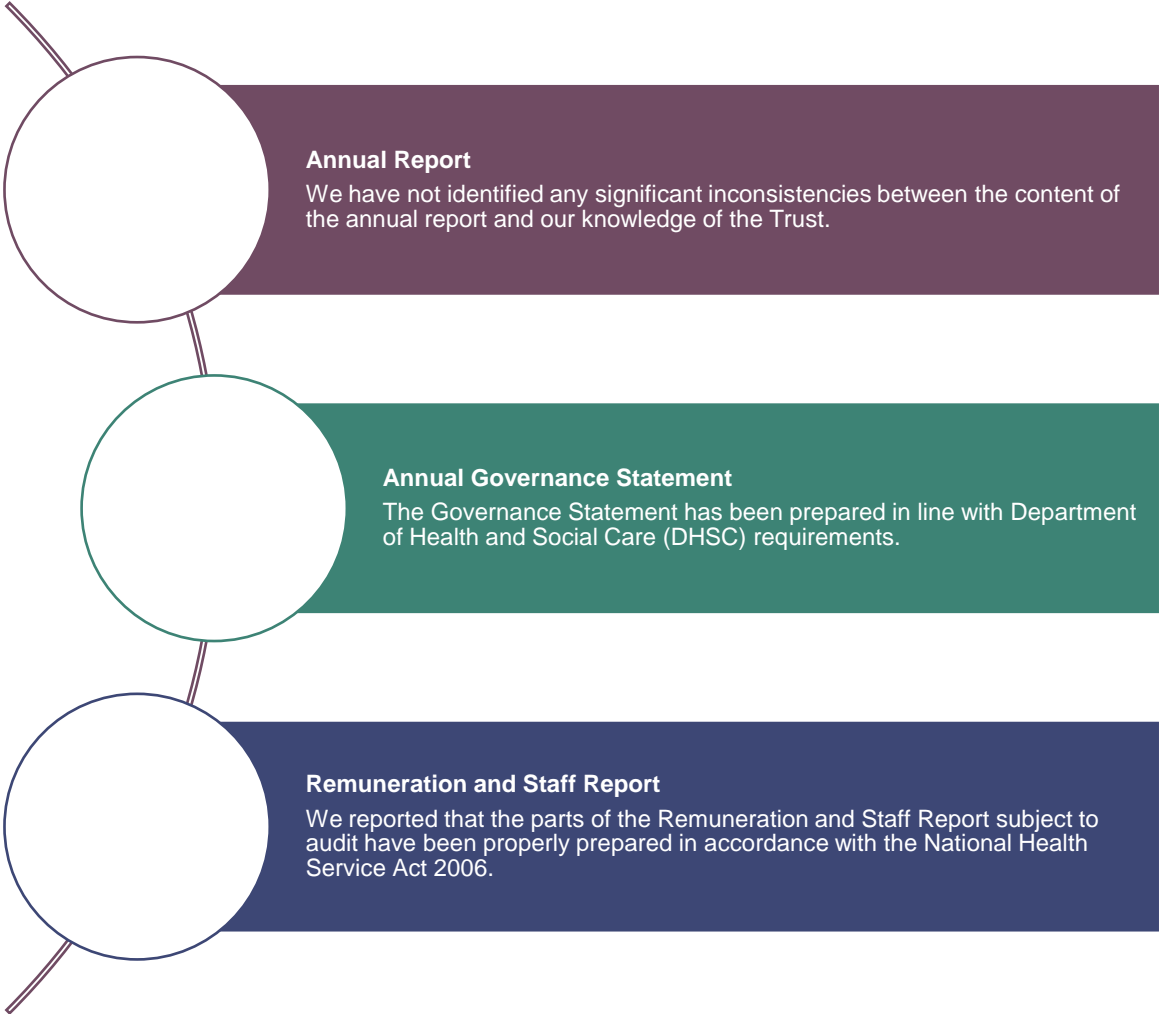 Annual Report
We have not identified any significant inconsistencies between the content of
the annual report and our knowledge of the Trust.
Annual Governance Statement
The Governance Statement has been prepared in line with Department
of Health and Social Care (DHSC) requirements.
Remuneration and Staff Report
We reported that the parts of the Remuneration and Staff Report subject to
audit have been properly prepared in accordance with the National Health
Service Act 2006.